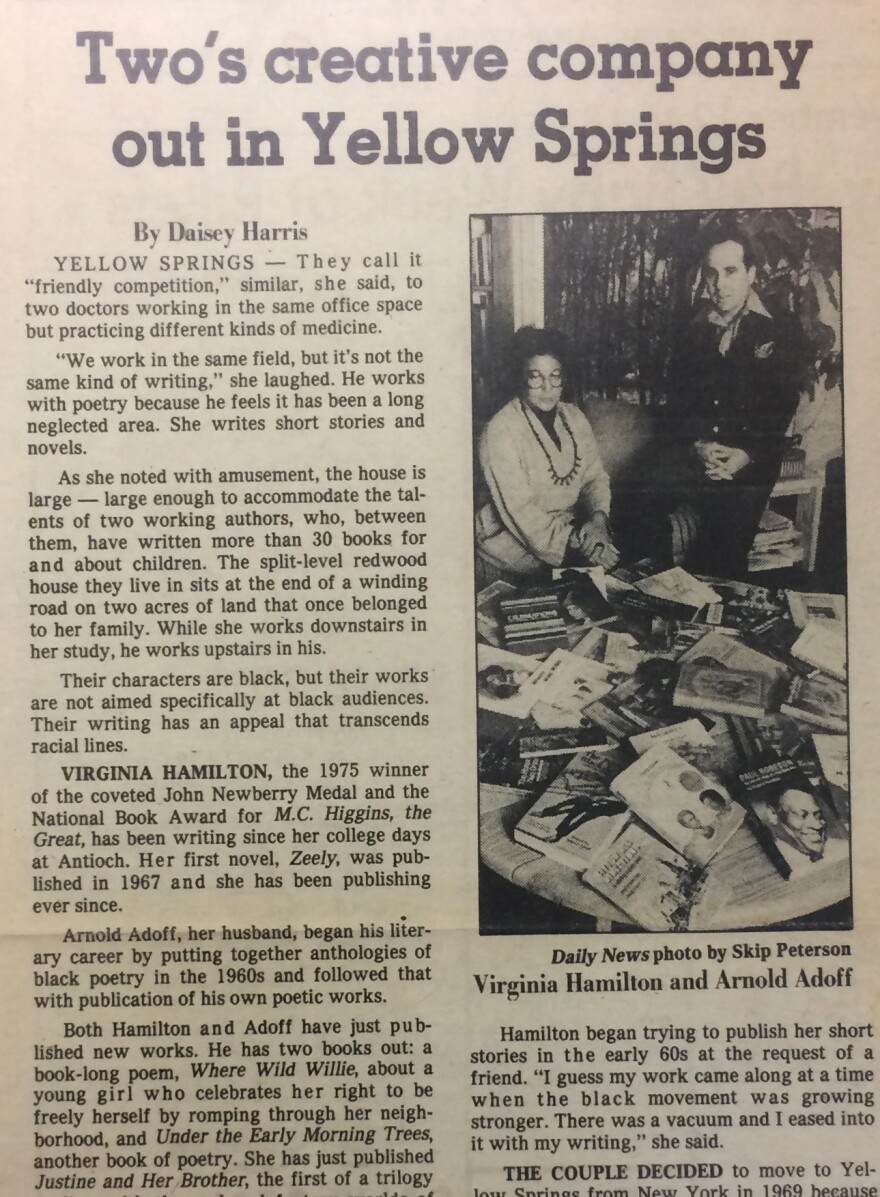 Two's creative company
out in Yellow Springs
By Daisey Harris
YELLOW SPRINGS — They call it
"friendly competition," similar, she said, to
two doctors working in the same office space
but practicing different kinds of medicine.
"We work in the same field, but it's not the
same kind of writing," she laughed. He works
with poetry because he feels it has been a long
neglected area. She writes short stories and
novels.
As she noted with amusement, the house is
large — large enough to accommodate the tal-
ents of two working authors, who, between
them, have written more than 30 books for
and about children. The split-level redwood
house they live in sits at the end of a winding
road on two acres of land that once belonged
to her family. While she works downstairs in
her study, he works upstairs in his.
Their characters are black, but their works
are not aimed specifically at black audiences.
Their writing has an appeal that transcends
racial lines.
VIRGINIA HAMILTON, the 1975 winner
of the coveted John Newberry Medal and the
National Book Award for M.C. Higgins, the
Great, has been writing since her college days
at Antioch. Her first novel, Zeely, was pub-
lished in 1967 and she has been publishing
ever since.
Arnold Adoff, her husband, began his liter-
ary career by putting together anthologies of
black poetry in the 1960s and followed that
with publication of his own poetic works.
Both Hamilton and Adoff have just pub-
lished new works. He has two books out: a
book-long poem, Where Wild Willie, about a
young girl who celebrates her right to be
freely herself by romping through her neigh-
borhood, and Under the Early Morning Trees,
another book of poetry. She has just published
Justine and Her Brother, the first of a trilogy
PAUL ROBESON
Daily News photo by Skip Peterson
Virginia Hamilton and Arnold Adoff
Hamilton began trying to publish her short
stories in the early 60s at the request of a
friend. "I guess my work came along at a time
when the black movement was growing
stronger. There was a vacuum and I eased into
it with my writing," she said.
THE COUPLE DECIDED to move to Yel-
low Springs from New York in 1969 because